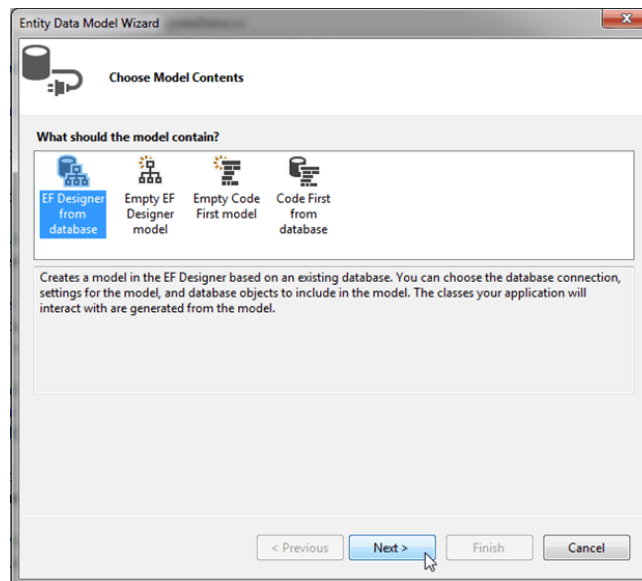 Entity Data Model Wizard
Choose Model Contents
What should the model contain?
EF Designer
from
database
Empty EF
Designer
model
Empty Code
First model
Code First
from
database
Creates a model in the EF Designer based on an existing database. You can choose the database connection,
settings for the model, and database objects to include in the model. The classes your application will
interact with are generated from the model.
< Previous
Next >
Finish
Cancel